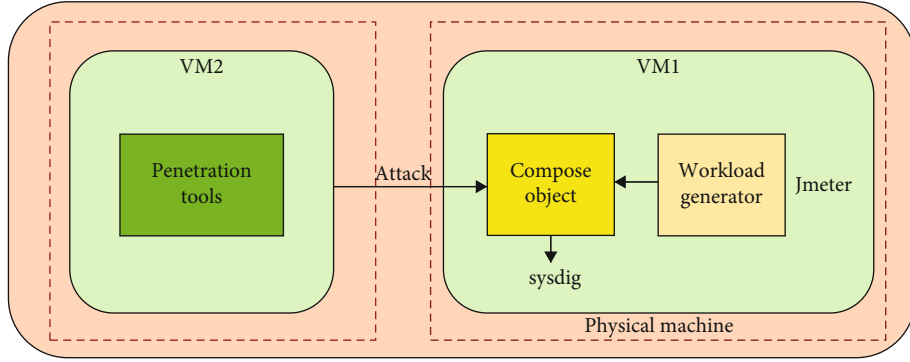 VM2
Penetration
tools
Attack
VM1
Compose
object
Workload
generator
Jmeter
sysdig
Physical machine